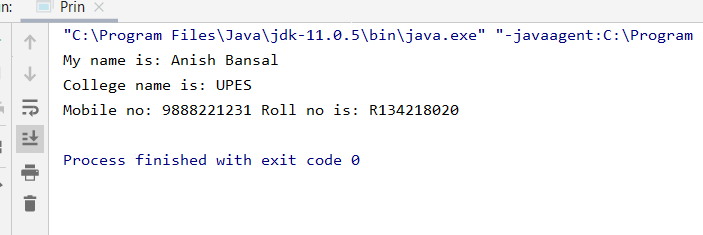 n: Prin ×
"C:\Program Files\Java\jdk-11.0.5\bin\java.exe" "-javaagent:C:\Program
My name is: Anish Bansal
College name is: UPES
Mobile no: 9888221231 Roll no is: R134218020
Process finished with exit code 0